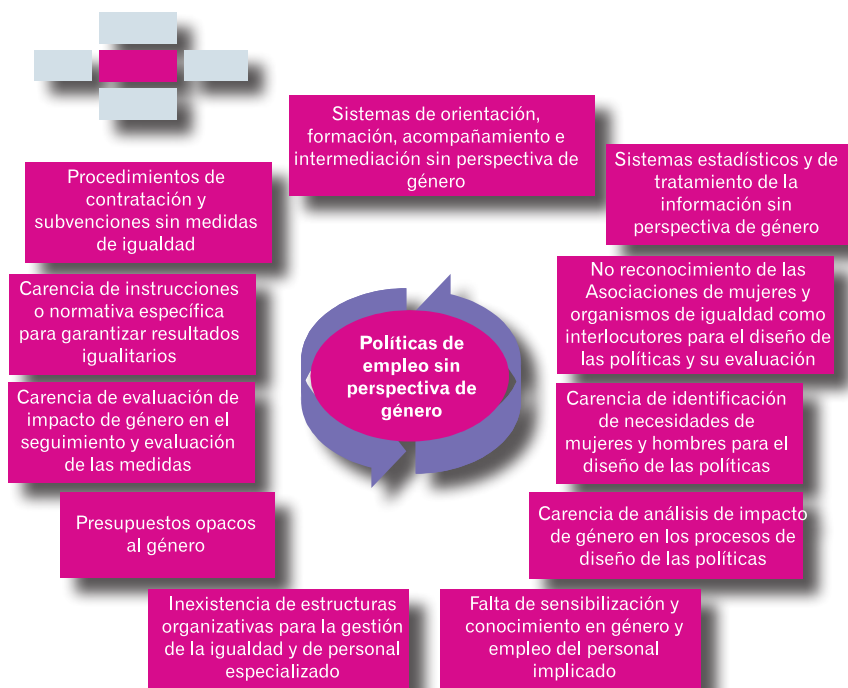 Sistemas de orientación,
formación, acompañamiento e
intermediación sin perspectiva de
género
Sistemas estadísticos y de
tratamiento de la
información sin
perspectiva de género
No reconocimiento de las
Asociaciones de mujeres y
organismos de igualdad como
interlocutores para el diseño de
las políticas y su evaluación
Carencia de identificación
de necesidades de
mujeres y hombres para el
diseño de las políticas
Carencia de análisis de impacto
de género en los procesos de
diseño de las políticas
Falta de sensibilización y
conocimiento en género y
empleo del personal
implicado
Inexistencia de estructuras
organizativas para la gestión
de la igualdad y de personal
especializado
Presupuestos opacos
al género
Carencia de evaluación de
impacto de género en el
seguimiento y evaluación
de las medidas
Carencia de instrucciones
o normativa específica
para garantizar resultados
igualitarios
Procedimientos de
contratación y
subvenciones sin medidas
de igualdad
Políticas de
empleo sin
perspectiva de
género